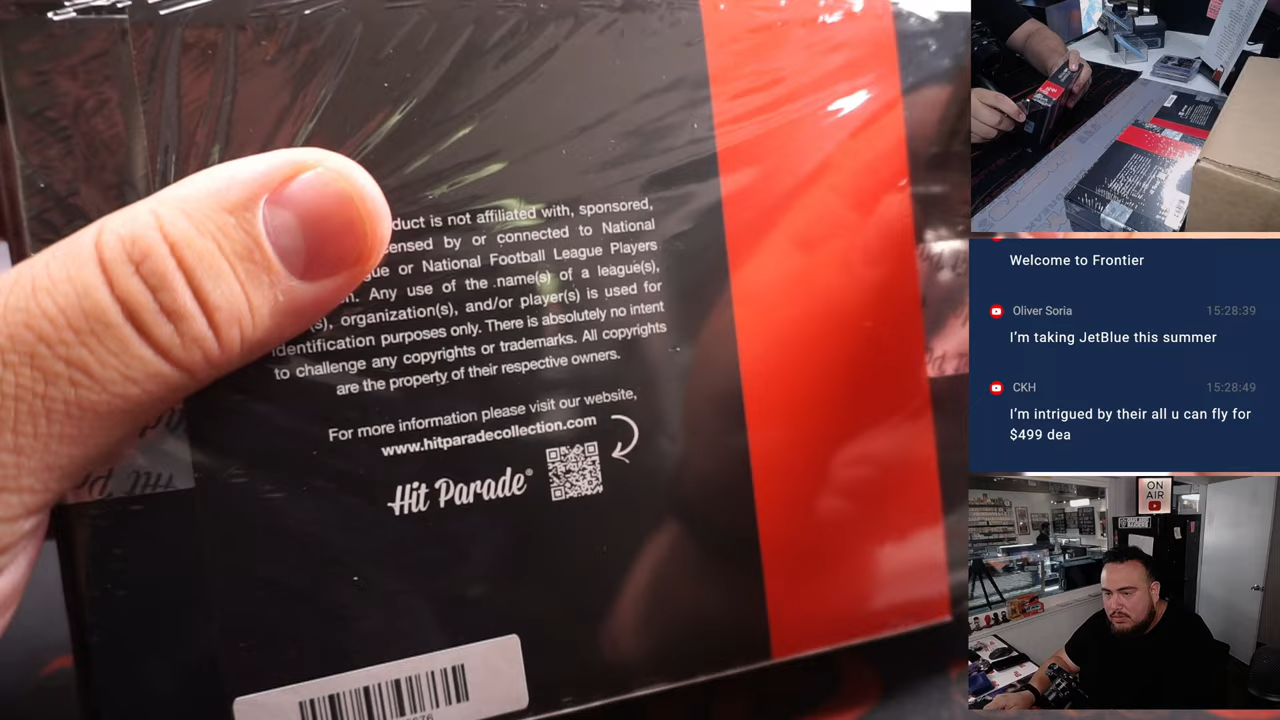 duct is not affiliated with, sponsored,
ensed by or connected to National
gue or National Football League Players
n. Any use of the name(s) of a league(s),
(s), organization(s), and/or player(s) is used for
identification purposes only. There is absolutely no intent
to challenge any copyrights or trademarks. All copyrights
are the property of their respective owners.
For more information please visit our website,
www.hitparadecollection.com
Hit Parade®
Welcome to Frontier
Oliver Soria 15:28:39
I'm taking JetBlue this summer
CKH 15:28:49
I'm intrigued by their all u can fly for
$499 dea
ON
AIR